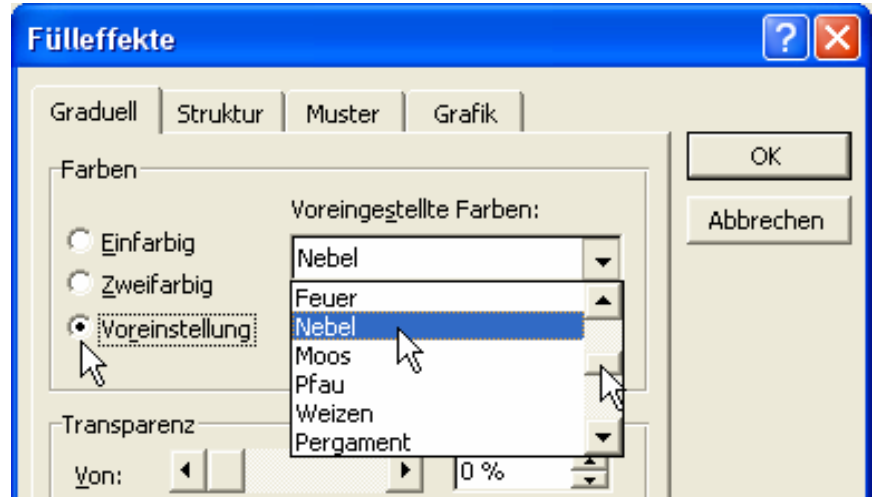 Fülleffekte
Graduell Struktur Muster Grafik
Farben
Einfarbig
Zweifarbig
Voreinstellung
Voreingestellte Farben:
Nebel
Feuer
Nebel
Moos
Pfau
Weizen
Pergament
Transparenz
Von:
0 %
OK
Abbrechen